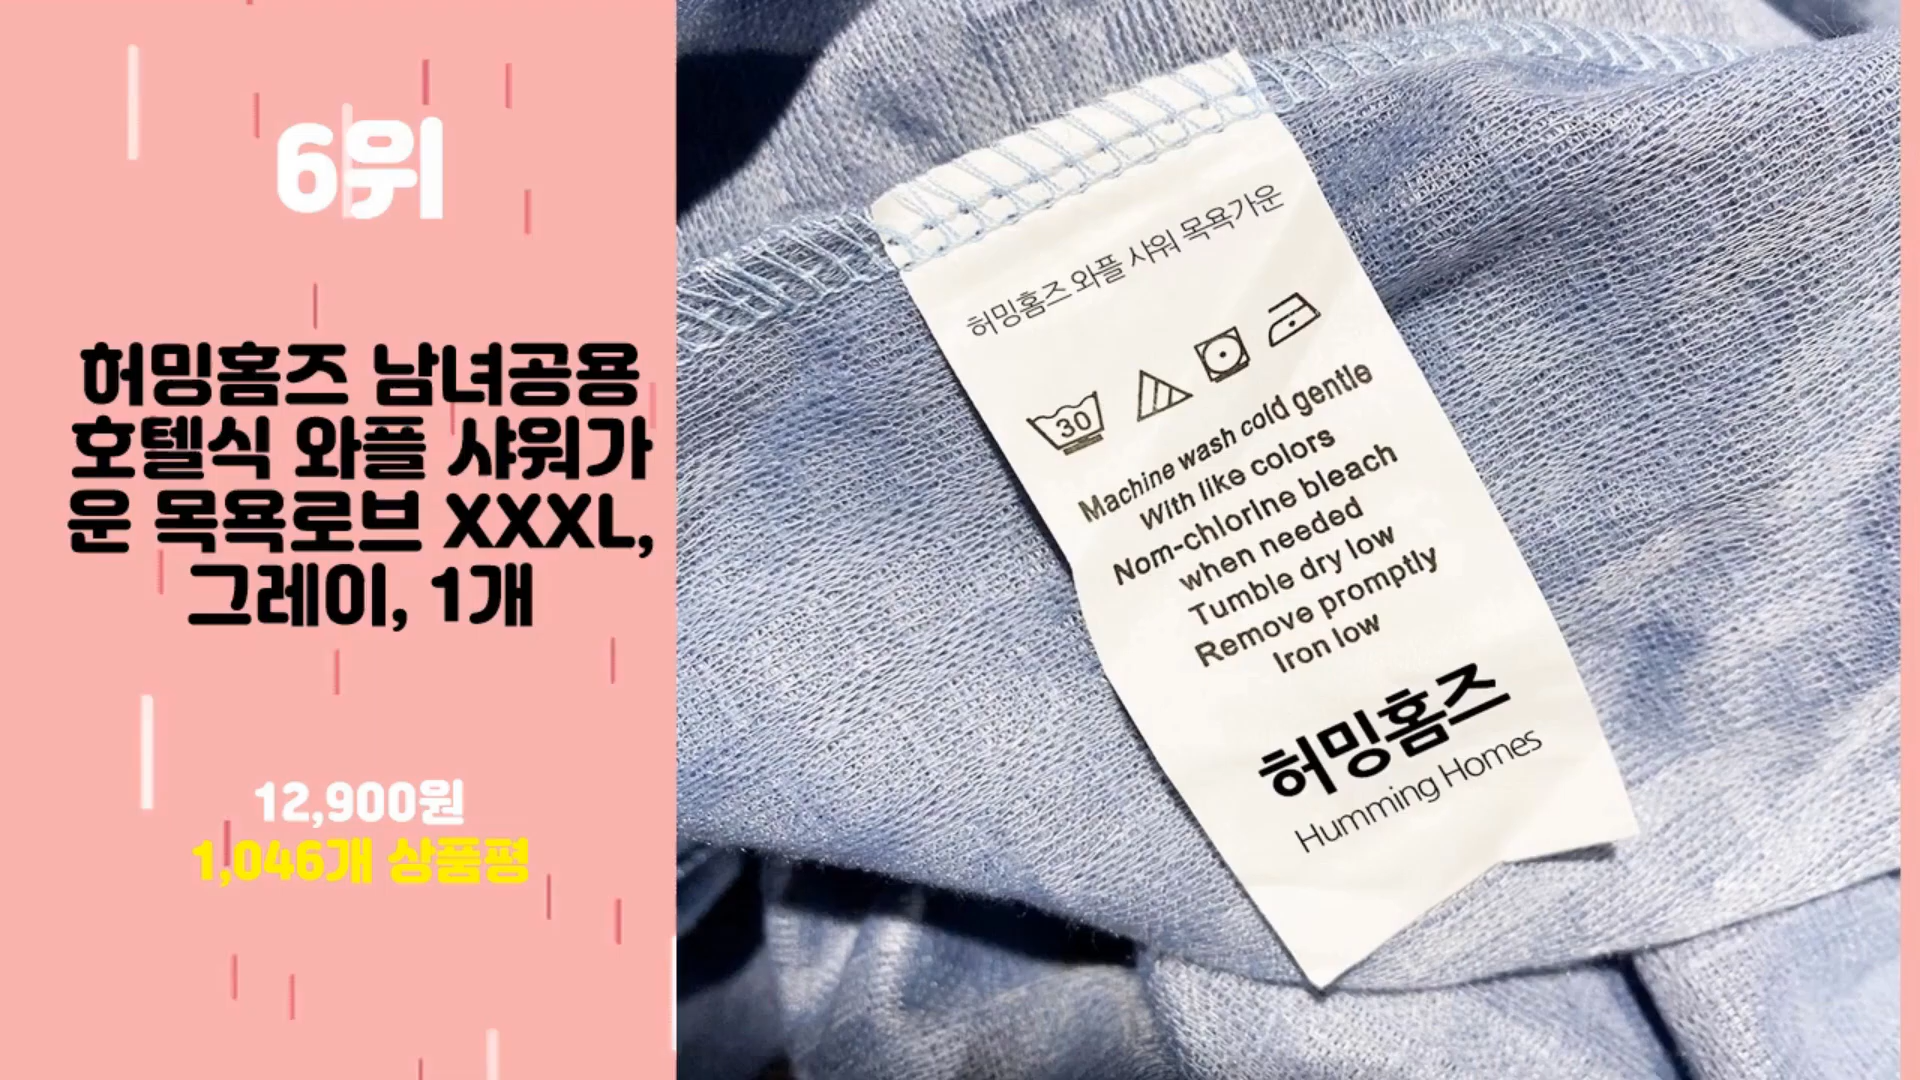 6위
허밍홈즈 남녀공용
호텔식 와플 샤워가
운 목욕로브 XXXL,
그레이, 1개
12,900원
1,046개 상품평
허밍홈즈 와플 샤워 목욕가운
30
Machine wash cold gentle
With like colors
Nom-chlorine bleach
when needed
Tumble dry low
Remove promptly
Iron low
허밍홈즈
Humming Homes